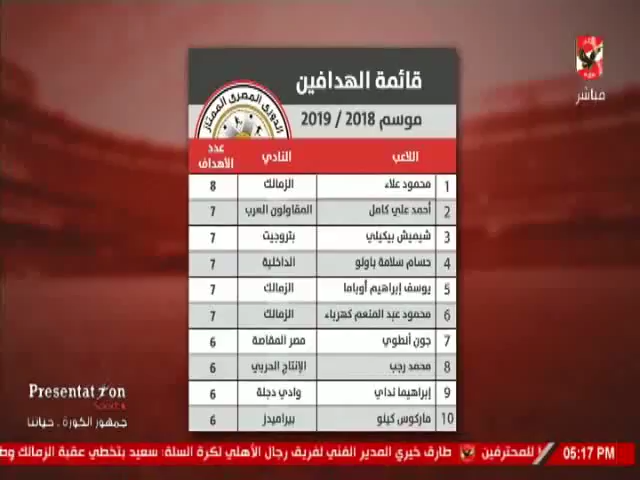 قائمة الهدافين
موسم 2018 / 2019
الدوري المصري الممتاز
مباشر
اللاعب النادي عدد الأهداف
1 محمود علاء الزمالك 8
2 أحمد علي كامل المقاولون العرب 7
3 شيميش بيكيلي بتروجيت 7
4 حسام سلامة باولو الداخلية 7
5 يوسف إبراهيم أوباما الزمالك 7
6 محمود عبد المنعم كهرباء الزمالك 7
7 جون أنطوي مصر المقاصة 6
8 محمد رجب الإنتاج الحربي 6
9 إبراهيما نداي وادي دجلة 6
10 ماركوس كينو بيراميدز 6
Presentation
Sports
جمهور الكورة .. حياتنا
05:17 PM
للمحترفين طارق خيري المدير الفني لفريق رجال الأهلي لكرة السلة: سعيد بتخطي عقبة الزمالك وط